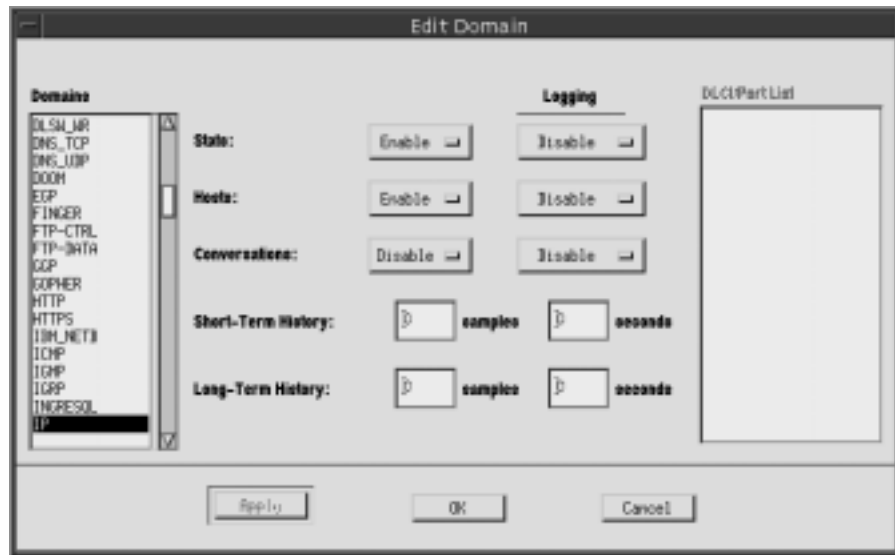 Edit Domain
Domains
Logging
DLCI/Port List
DLSW_WR
DNS_TCP
DNS_UDP
DOOM
EGP
FINGER
FTP-CTRL
FTP-DATA
GGP
GOPHER
HTTP
HTTPS
ICMP
IGMP
IGRP
INGRESQL
IP
Stats: Enable Disable
Hosts: Enable Disable
Conversations: Disable Disable
Short-Term History: samples seconds
Long-Term History: samples seconds
Apply OK Cancel